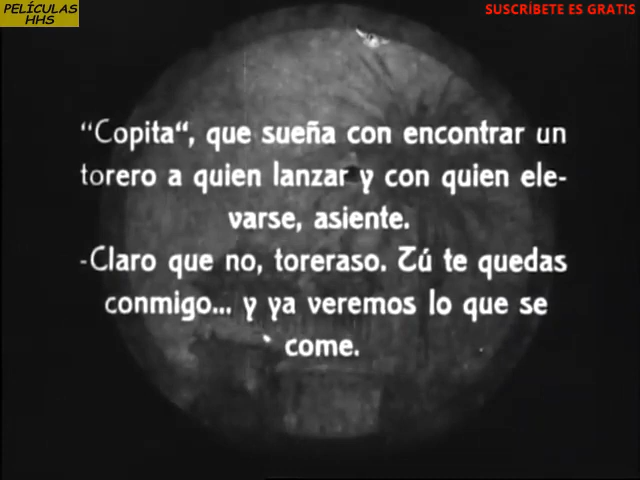 PELÍCULAS
HHS
SUSCRÍBETE ES GRATIS
"Copita", que sueña con encontrar un
torero a quien lanzar y con quien ele-
varse, asiente.
-Claro que no, toreraso. Tú te quedas
conmigo... y ya veremos lo que se
come.